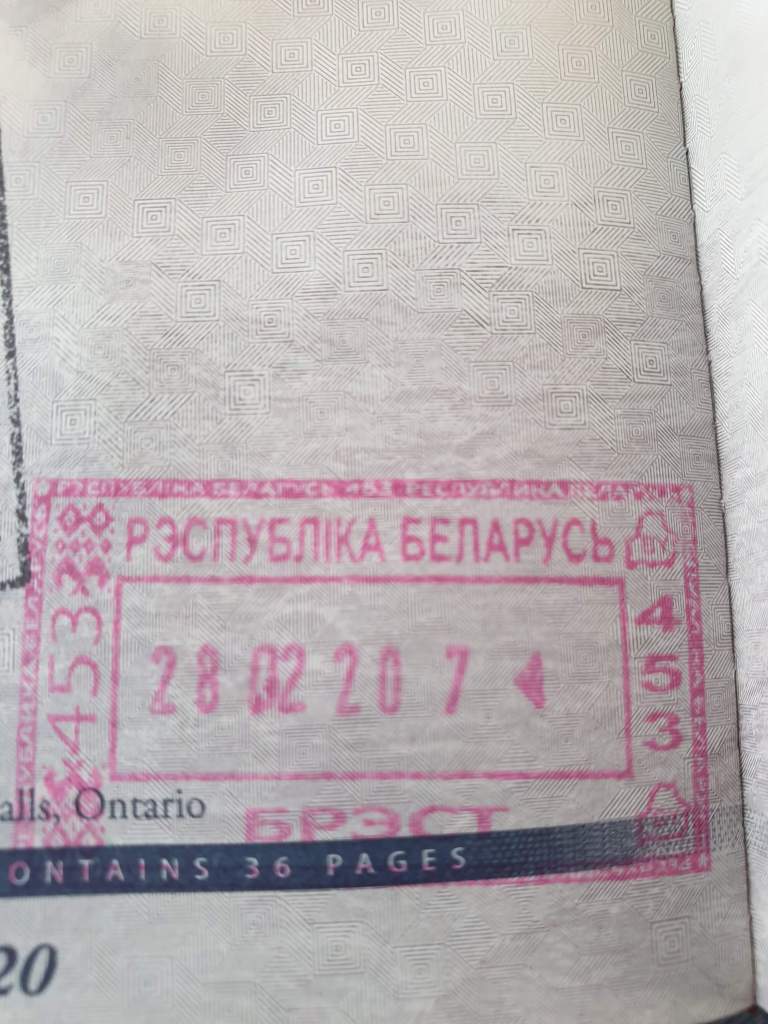 РЭСПУБЛІКА БЕЛАРУСЬ
453
28 02 20 7
453
БРЭСТ
alls, Ontario
ONTAINS 36 PAGES
20